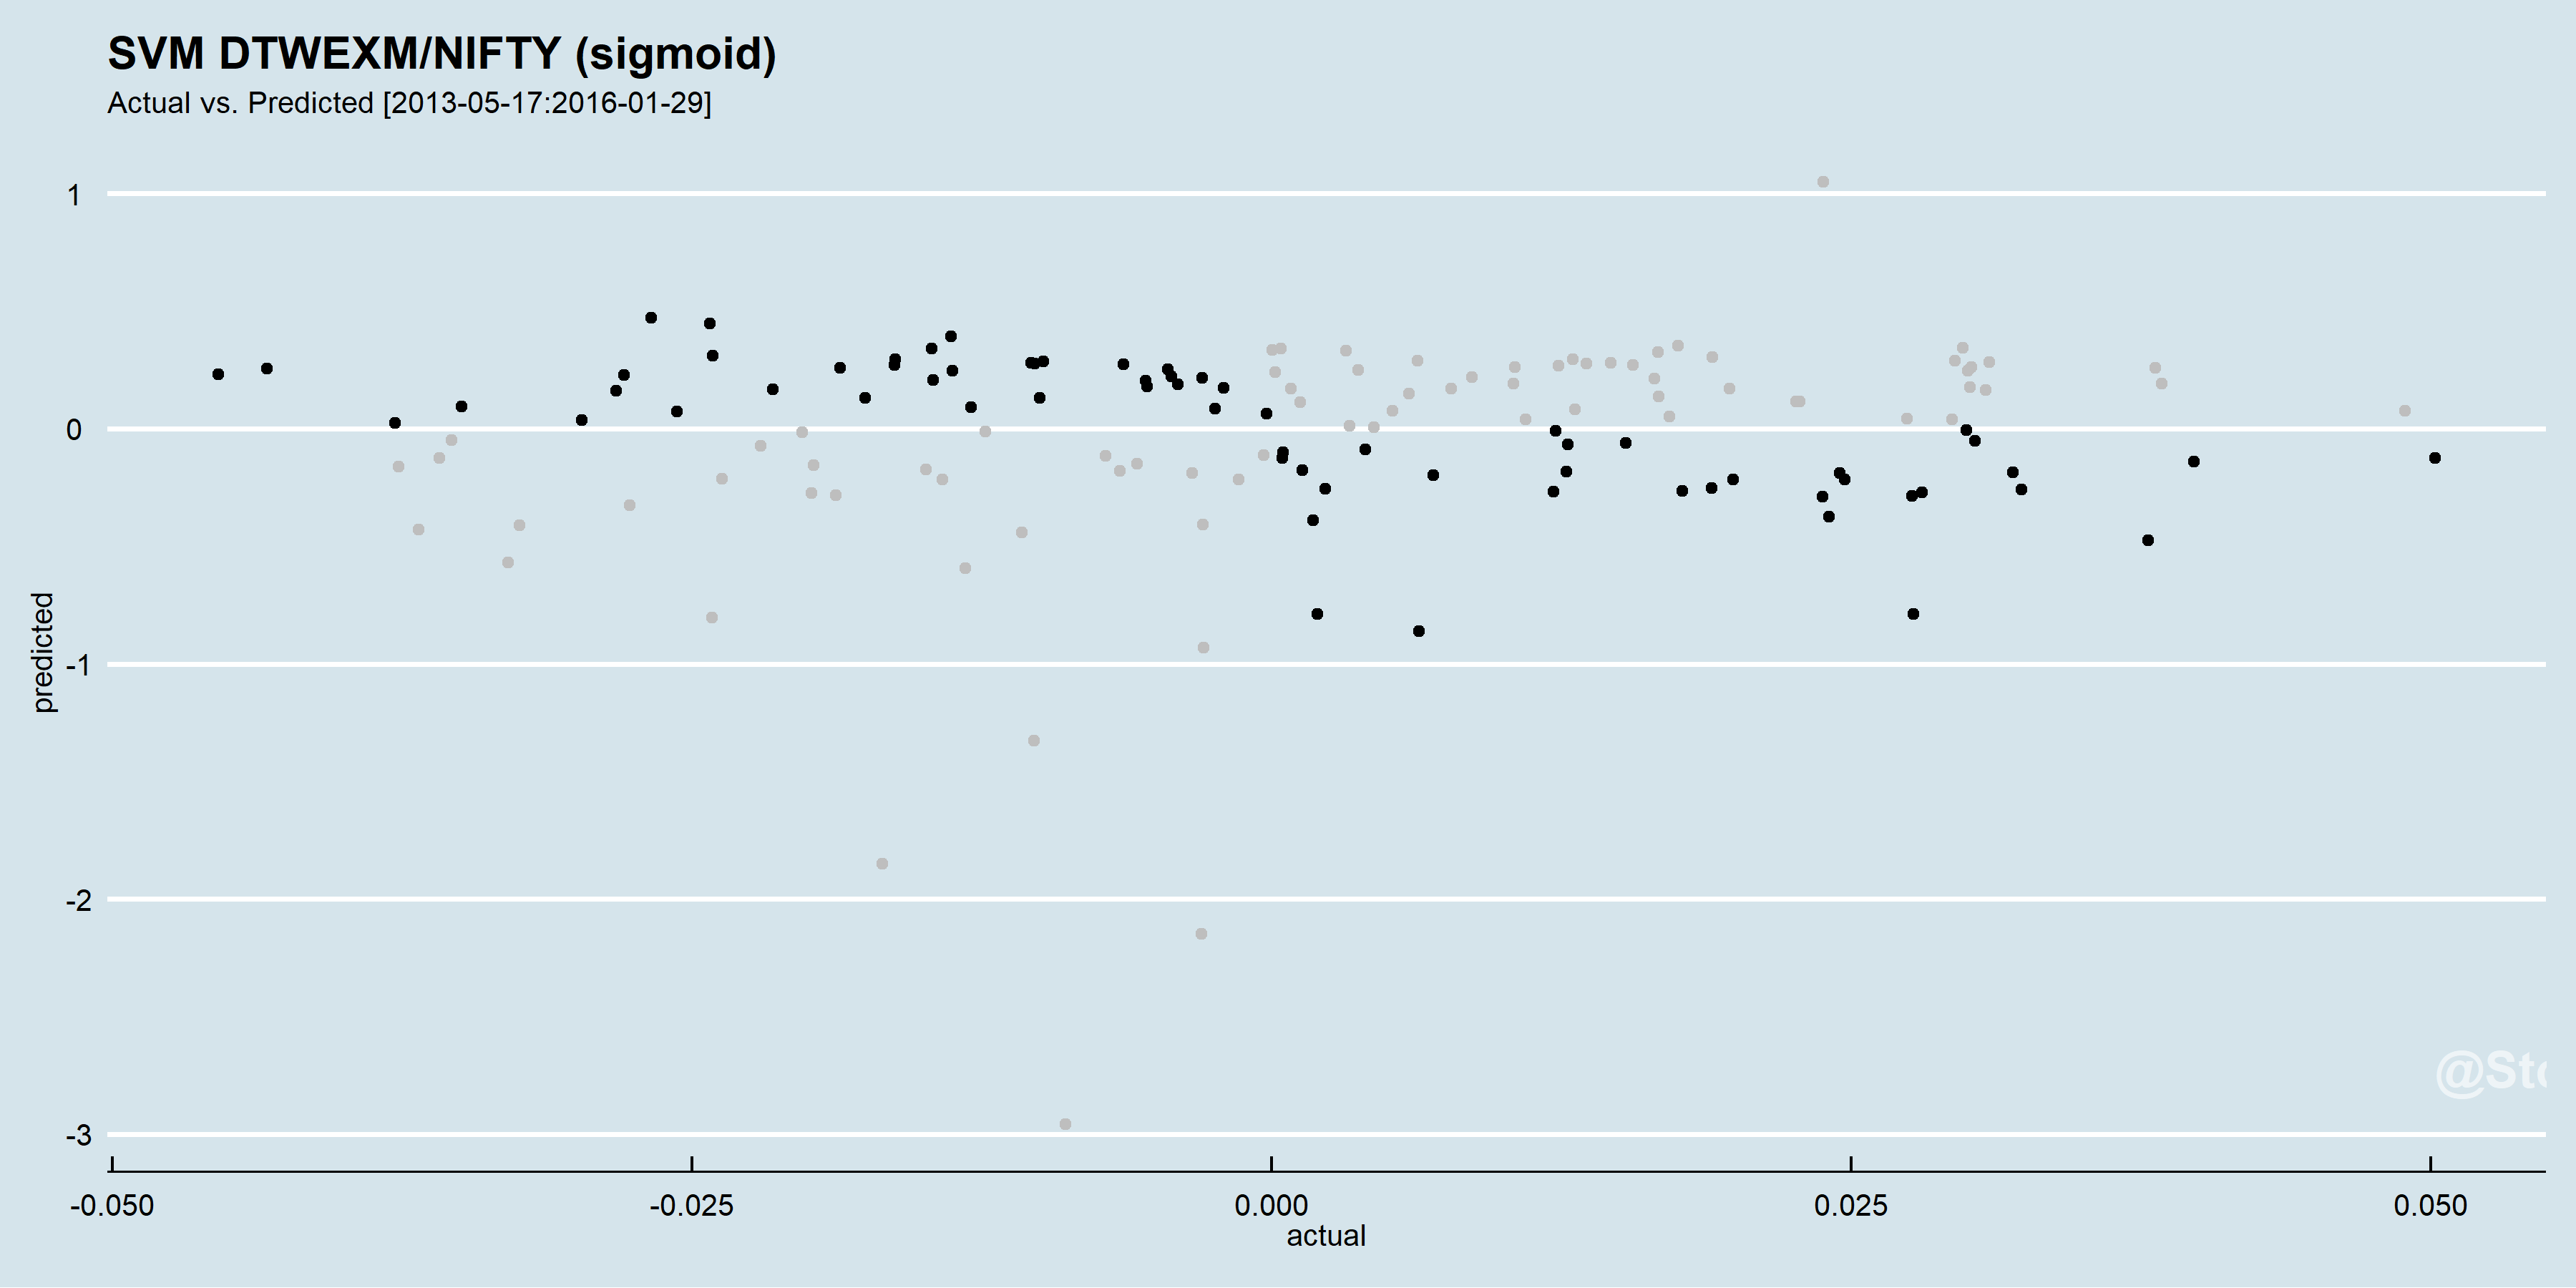 SVM DTWEXM/NIFTY (sigmoid)
Actual vs. Predicted [2013-05-17:2016-01-29]
1
0
predicted
-1
-2
@Sto
-3
-0.050
-0.025
0.000
0.025
0.050
actual